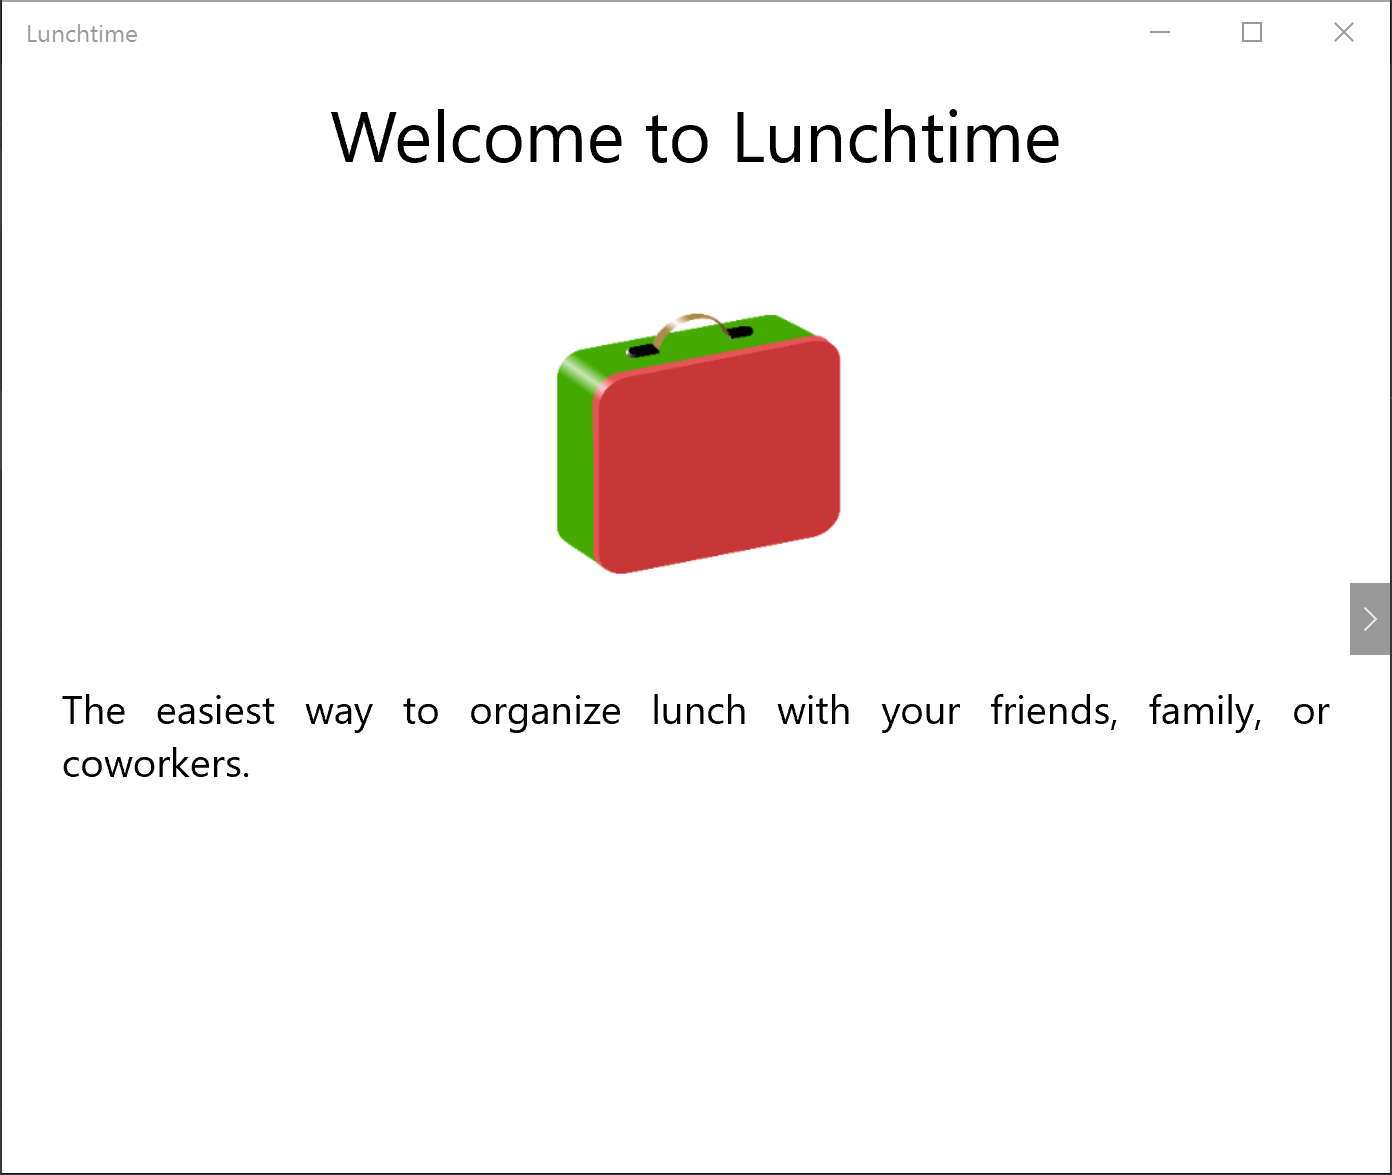 Lunchtime
Welcome to Lunchtime
The easiest way to organize lunch with your friends, family, or
coworkers.